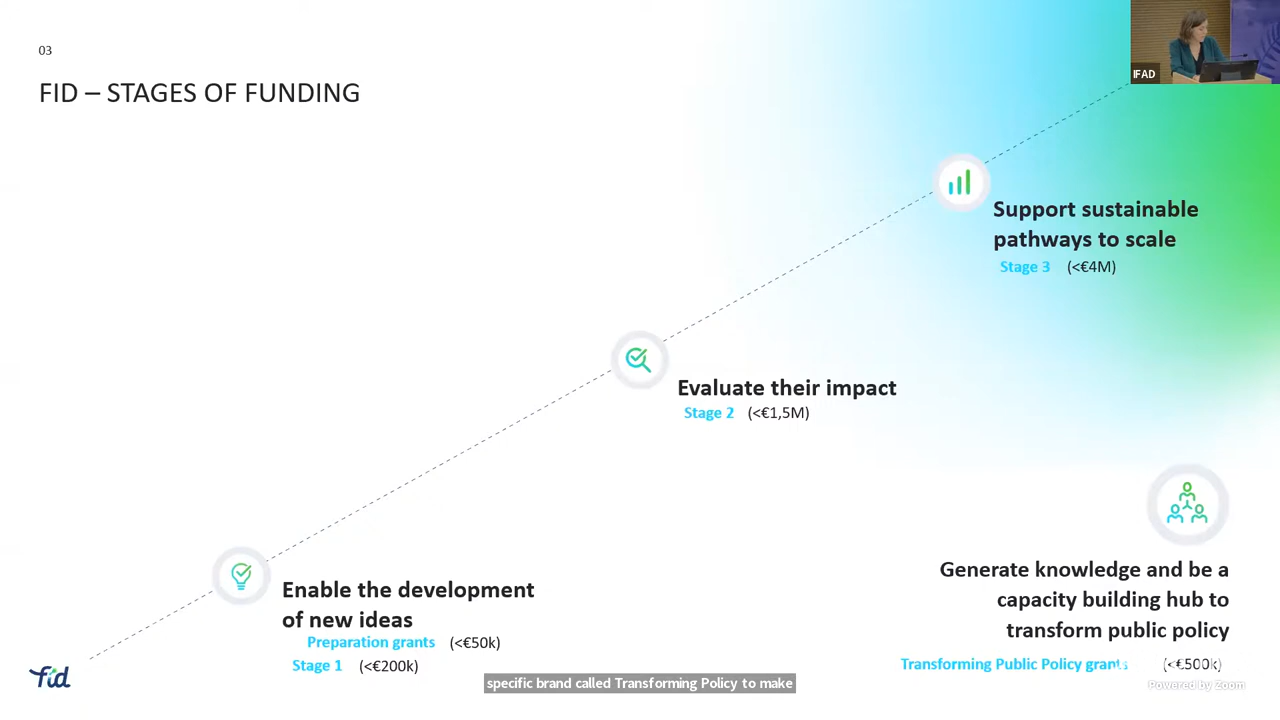 03
FID – STAGES OF FUNDING
IFAD
Support sustainable
pathways to scale
Stage 3 (<€4M)
Evaluate their impact
Stage 2 (<€1,5M)
Enable the development
of new ideas
Preparation grants (<€50k)
Stage 1 (<€200k)
Generate knowledge and be a
capacity building hub to
transform public policy
Transforming Public Policy grants (<€500k)
fid
specific brand called Transforming Policy to make
Powered by Zoom